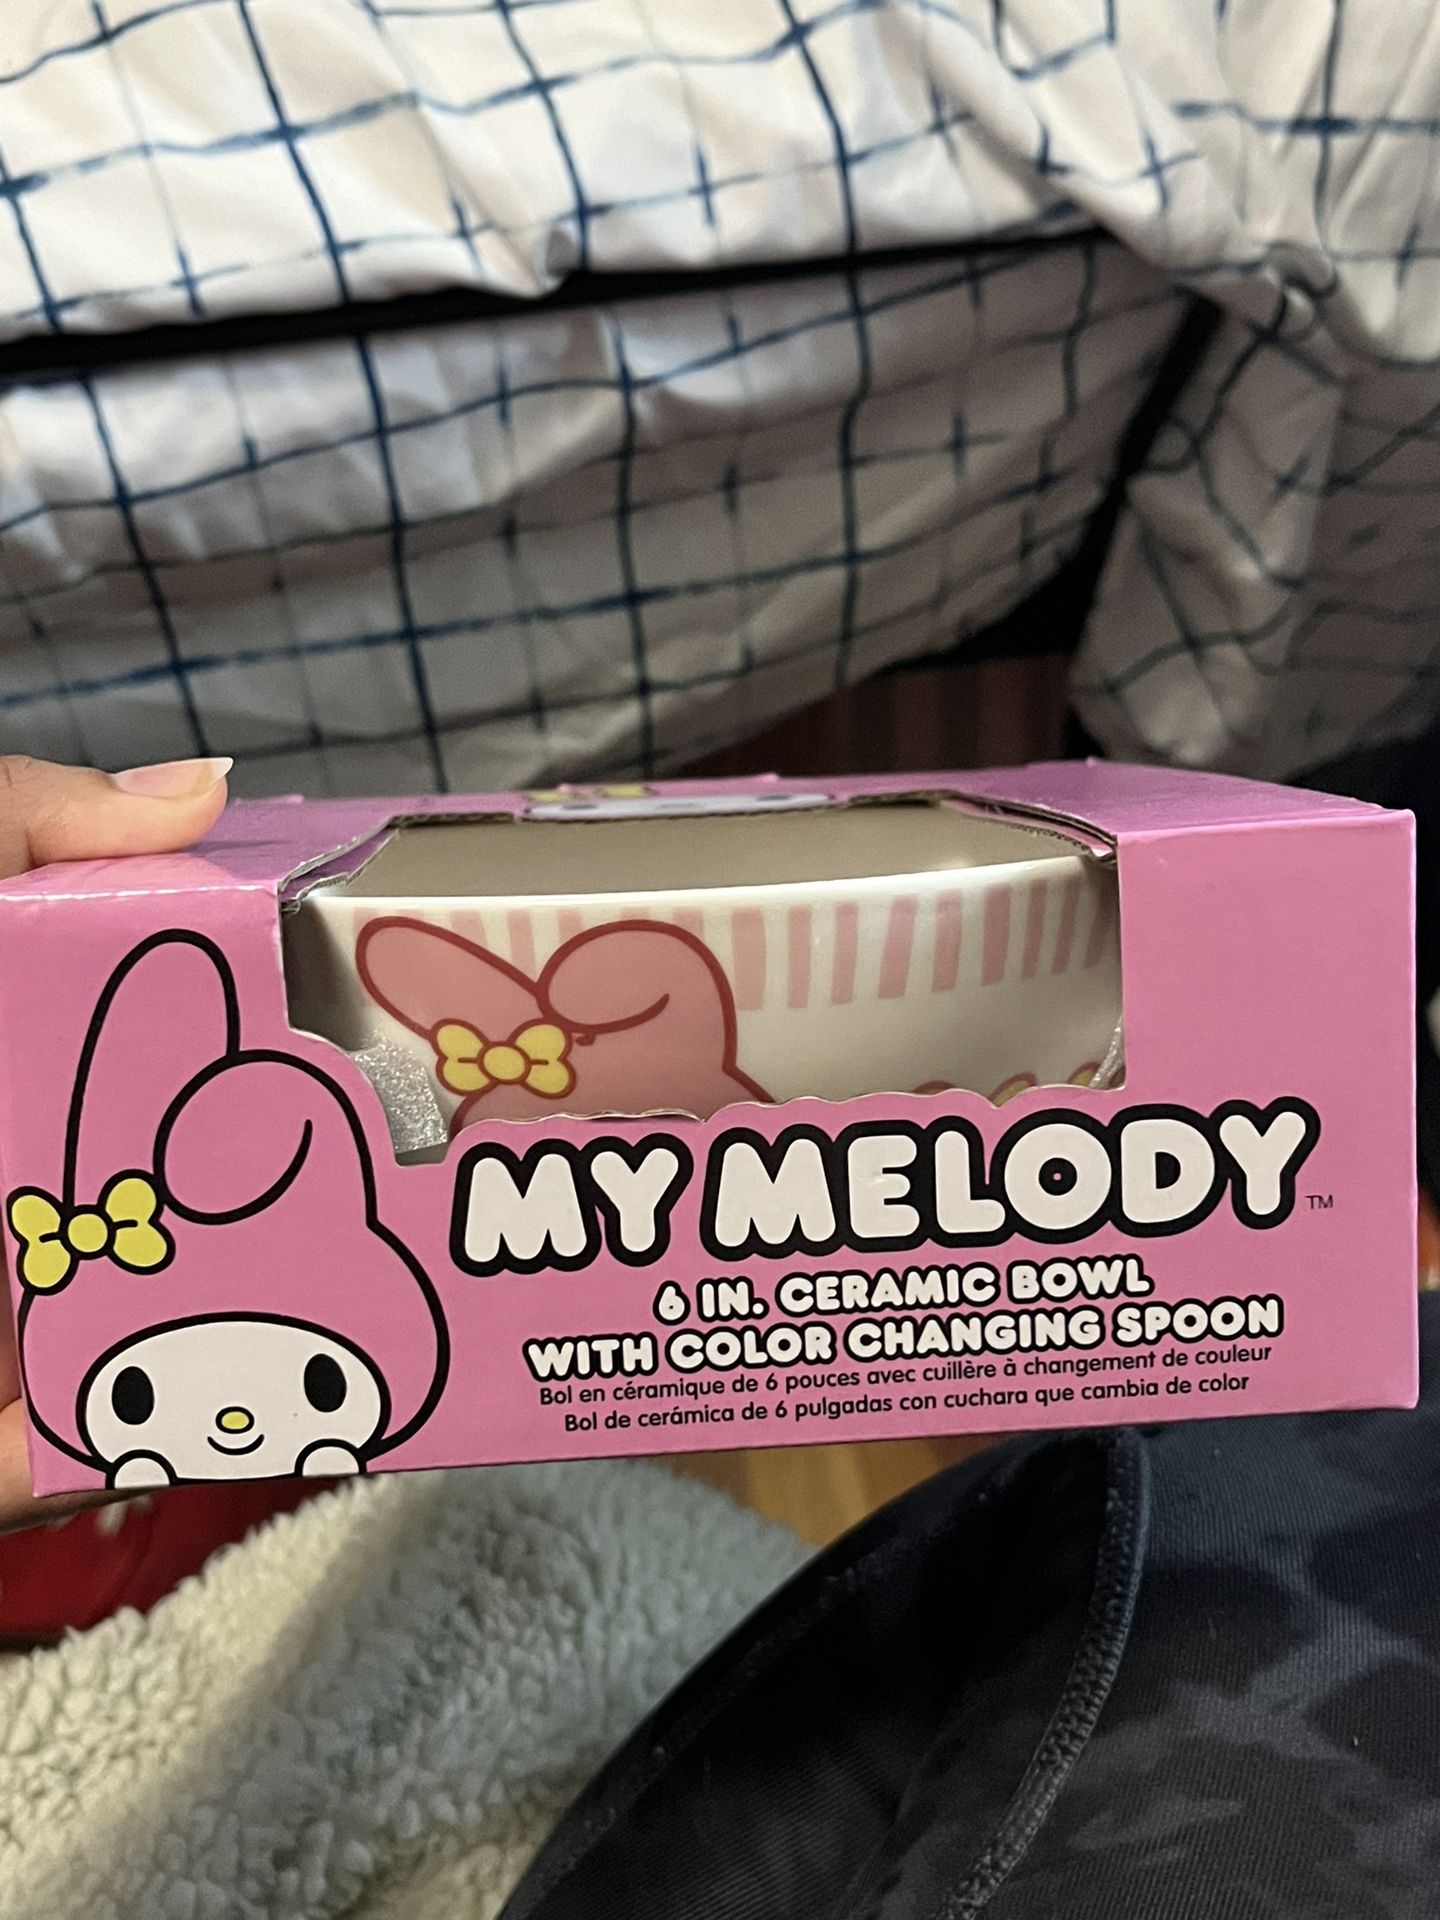 MY MELODY™
6 IN. CERAMIC BOWL
WITH COLOR CHANGING SPOON
Bol en céramique de 6 pouces avec cuillère à changement de couleur
Bol de cerámica de 6 pulgadas con cuchara que cambia de color